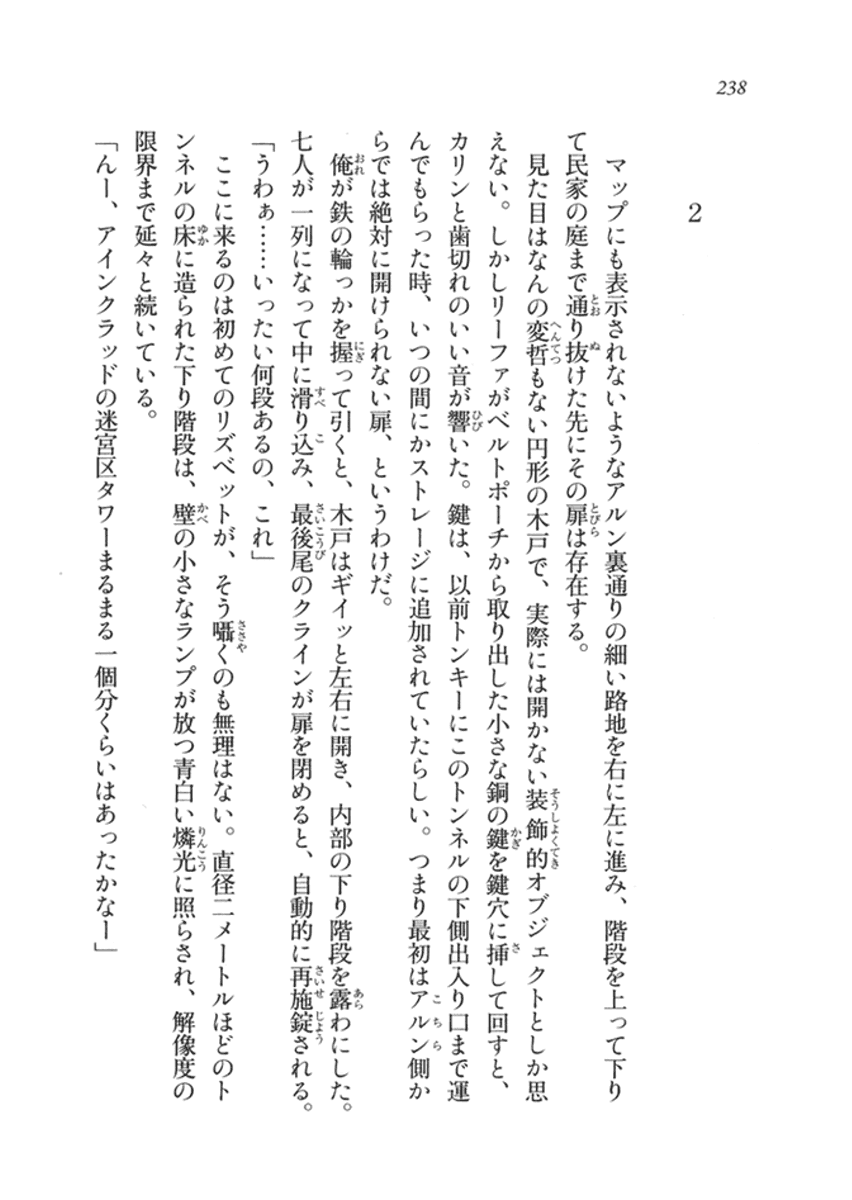 238
2
　マップにも表示されないようなアルン裏通りの細い路地を右に左に進み、階段を上って下り
て民家の庭まで通り抜けた先にその扉は存在する。
　見た目はなんの変哲もない円形の木戸で、実際には開かない装飾的オブジェクトとしか思
えない。しかしリーファがベルトポーチから取り出した小さな銅の鍵を鍵穴に挿して回すと、
カリンと歯切れのいい音が響いた。鍵は、以前トンキーにこのトンネルの下側出入り口まで運
んでもらった時、いつの間にかストレージに追加されていたらしい。つまり最初はアルン側か
らでは絶対に開けられない扉、というわけだ。
　俺が鉄の輪っかを握って引くと、木戸はギイッと左右に開き、内部の下り階段を露わにした。
七人が一列になって中に滑り込み、最後尾のクラインが扉を閉めると、自動的に再施錠される。
「うわぁ……いったい何段あるの、これ」
　ここに来るのは初めてのリズベットが、そう囁くのも無理はない。直径二メートルほどのト
ンネルの床に造られた下り階段は、壁の小さなランプが放つ青白い燐光に照らされ、解像度の
限界まで延々と続いている。
「んー、アインクラッドの迷宮区タワーまるまる一個分くらいはあったかなー」